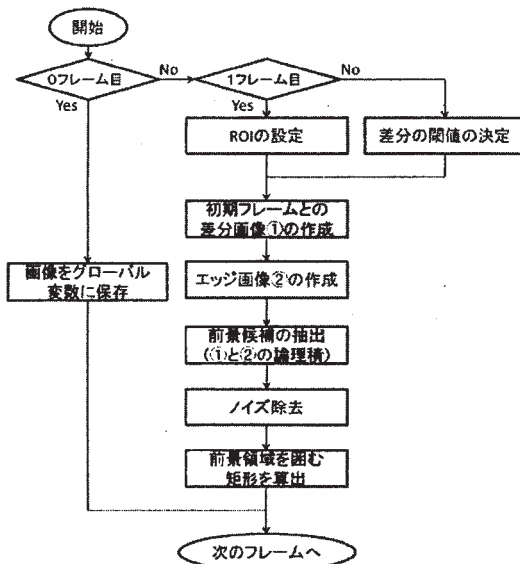 開始
0フレーム目
No
1フレーム目
No
Yes
Yes
ROIの設定
差分の閾値の決定
初期フレームとの
差分画像①の作成
画像をグローバル
変数に保存
エッジ画像②の作成
前景候補の抽出
(①と②の論理積)
ノイズ除去
前景領域を囲む
矩形を算出
次のフレームへ